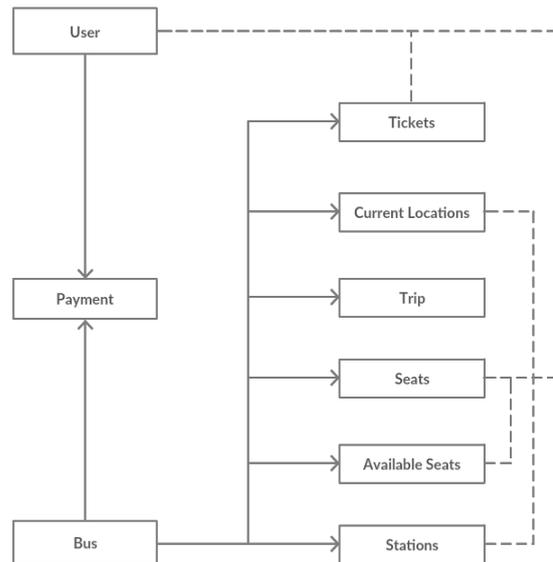 User
Tickets
Current Locations
Payment
Trip
Seats
Available Seats
Bus
Stations